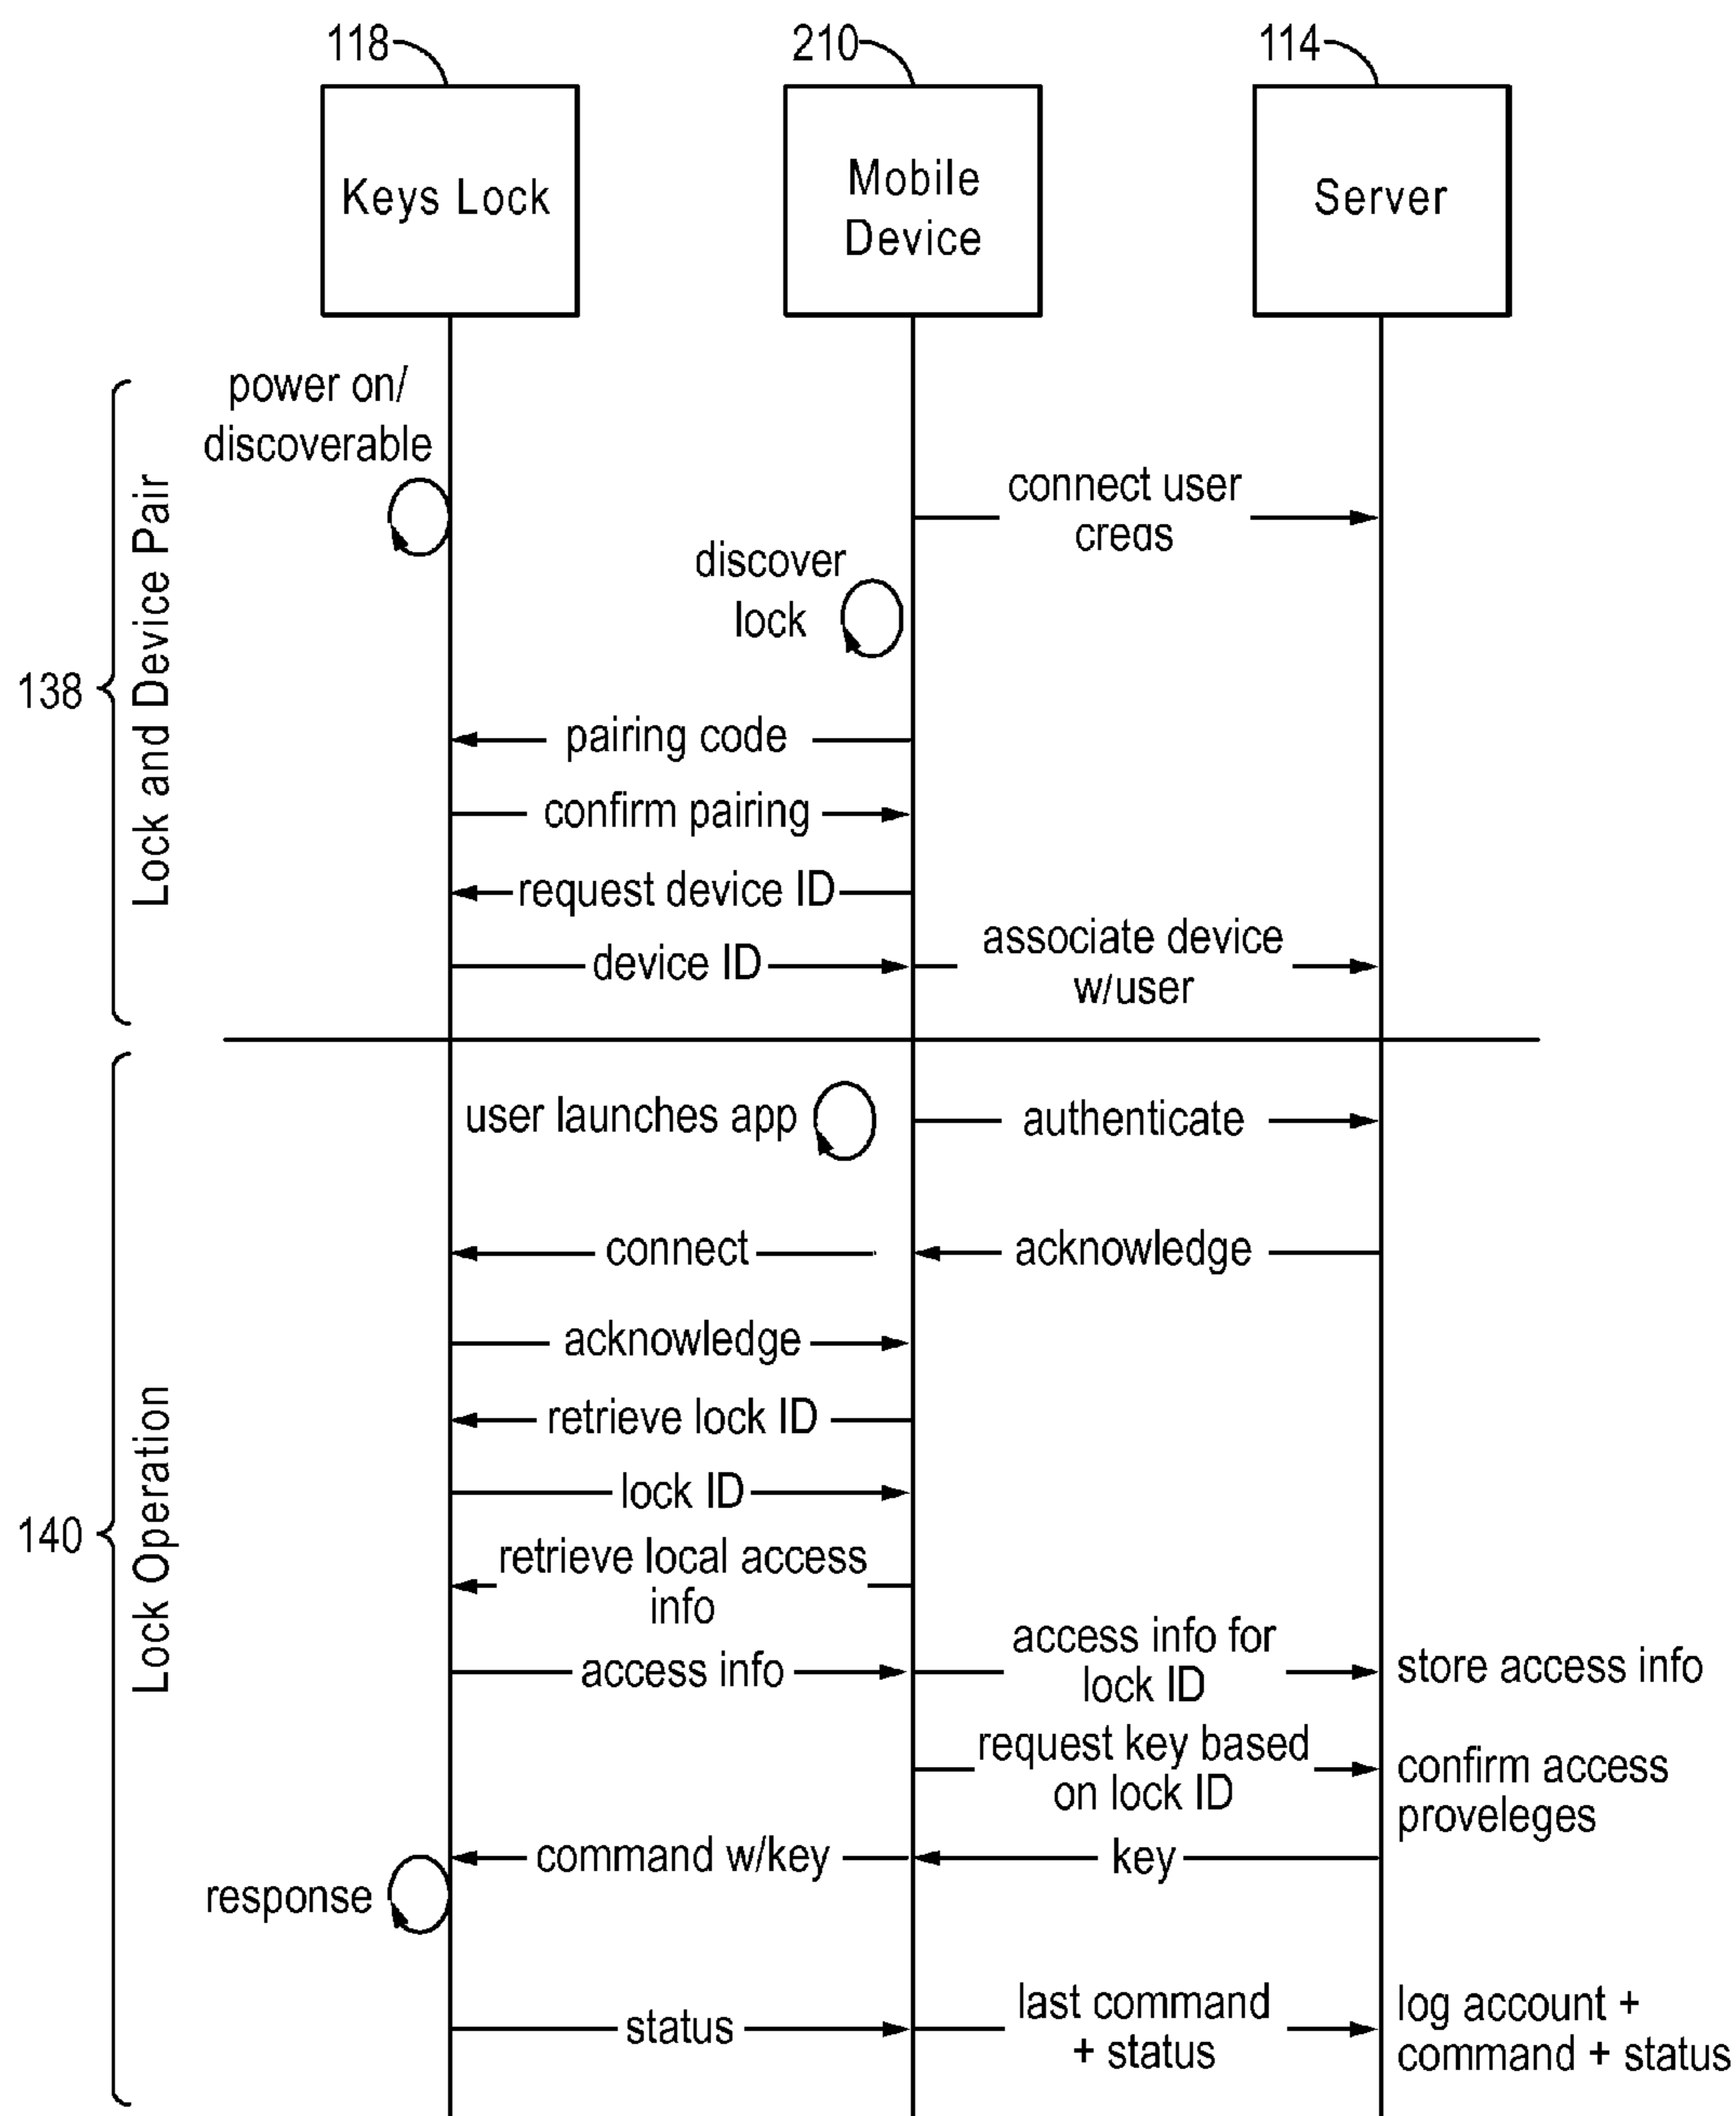 118
210
114
Keys Lock
Mobile
Device
Server
138
Lock and Device Pair
power on/
discoverable
connect user
creds
discover
lock
pairing code
confirm pairing
request device ID
device ID
associate device
w/user
140
Lock Operation
user launches app
authenticate
connect
acknowledge
acknowledge
retrieve lock ID
lock ID
retrieve local access
info
access info
access info for
lock ID
store access info
request key based
on lock ID
confirm access
proveleges
command w/key
key
response
status
last command
+ status
log account +
command + status